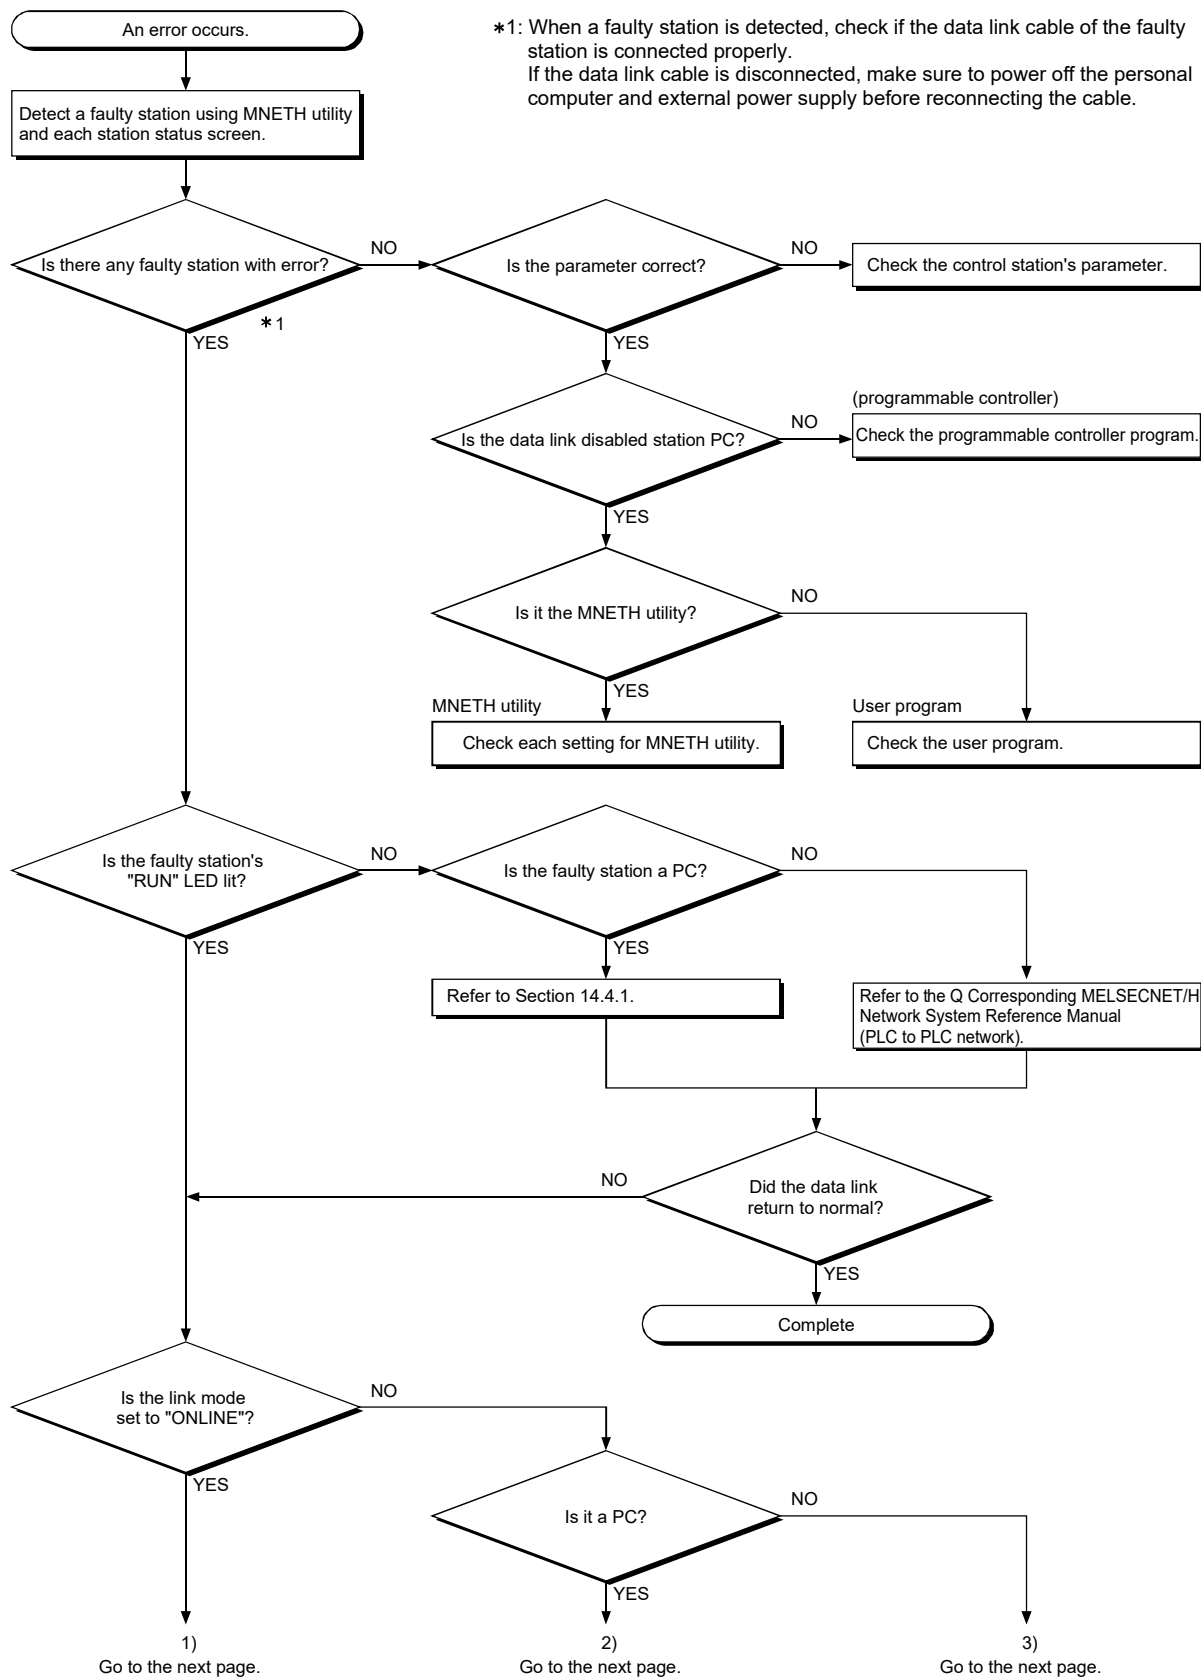 An error occurs.
*1: When a faulty station is detected, check if the data link cable of the faulty
station is connected properly.
If the data link cable is disconnected, make sure to power off the personal
computer and external power supply before reconnecting the cable.
Detect a faulty station using MNETH utility
and each station status screen.
Is there any faulty station with error?
NO
*1
YES
Is the parameter correct?
NO
Check the control station's parameter.
YES
Is the data link disabled station PC?
NO
(programmable controller)
Check the programmable controller program.
YES
Is it the MNETH utility?
NO
YES
MNETH utility
Check each setting for MNETH utility.
User program
Check the user program.
Is the faulty station's
"RUN" LED lit?
NO
YES
Is the faulty station a PC?
NO
YES
Refer to Section 14.4.1.
Refer to the Q Corresponding MELSECNET/H
Network System Reference Manual
(PLC to PLC network).
Did the data link
return to normal?
NO
YES
Complete
Is the link mode
set to "ONLINE"?
NO
YES
Is it a PC?
NO
YES
1)
Go to the next page.
2)
Go to the next page.
3)
Go to the next page.